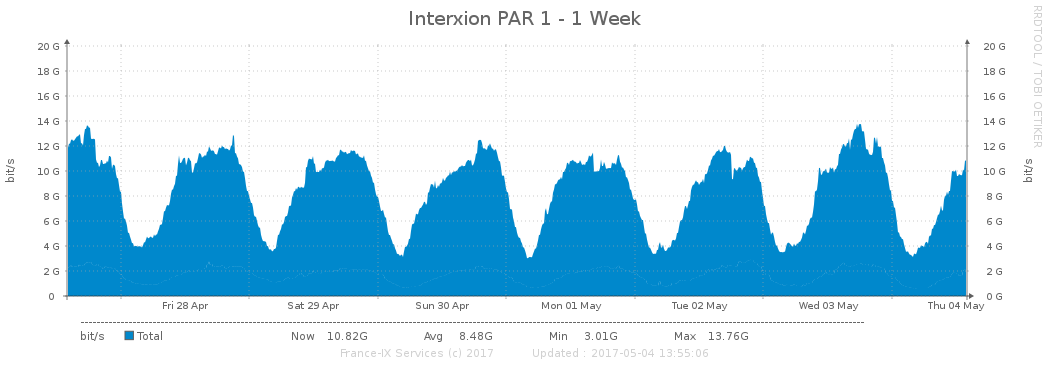 Interxion PAR 1 - 1 Week
RRDTOOL / TOBI OETIKER
20 G 20 G
18 G 18 G
16 G 16 G
14 G 14 G
12 G 12 G
10 G 10 G
8 G 8 G
6 G 6 G
4 G 4 G
2 G 2 G
0 0 G
bit/s
bit/s
Fri 28 Apr Sat 29 Apr Sun 30 Apr Mon 01 May Tue 02 May Wed 03 May Thu 04 May
bit/s Total Now 10.82G Avg 8.48G Min 3.01G Max 13.76G
France-IX Services (c) 2017 Updated : 2017-05-04 13:55:06